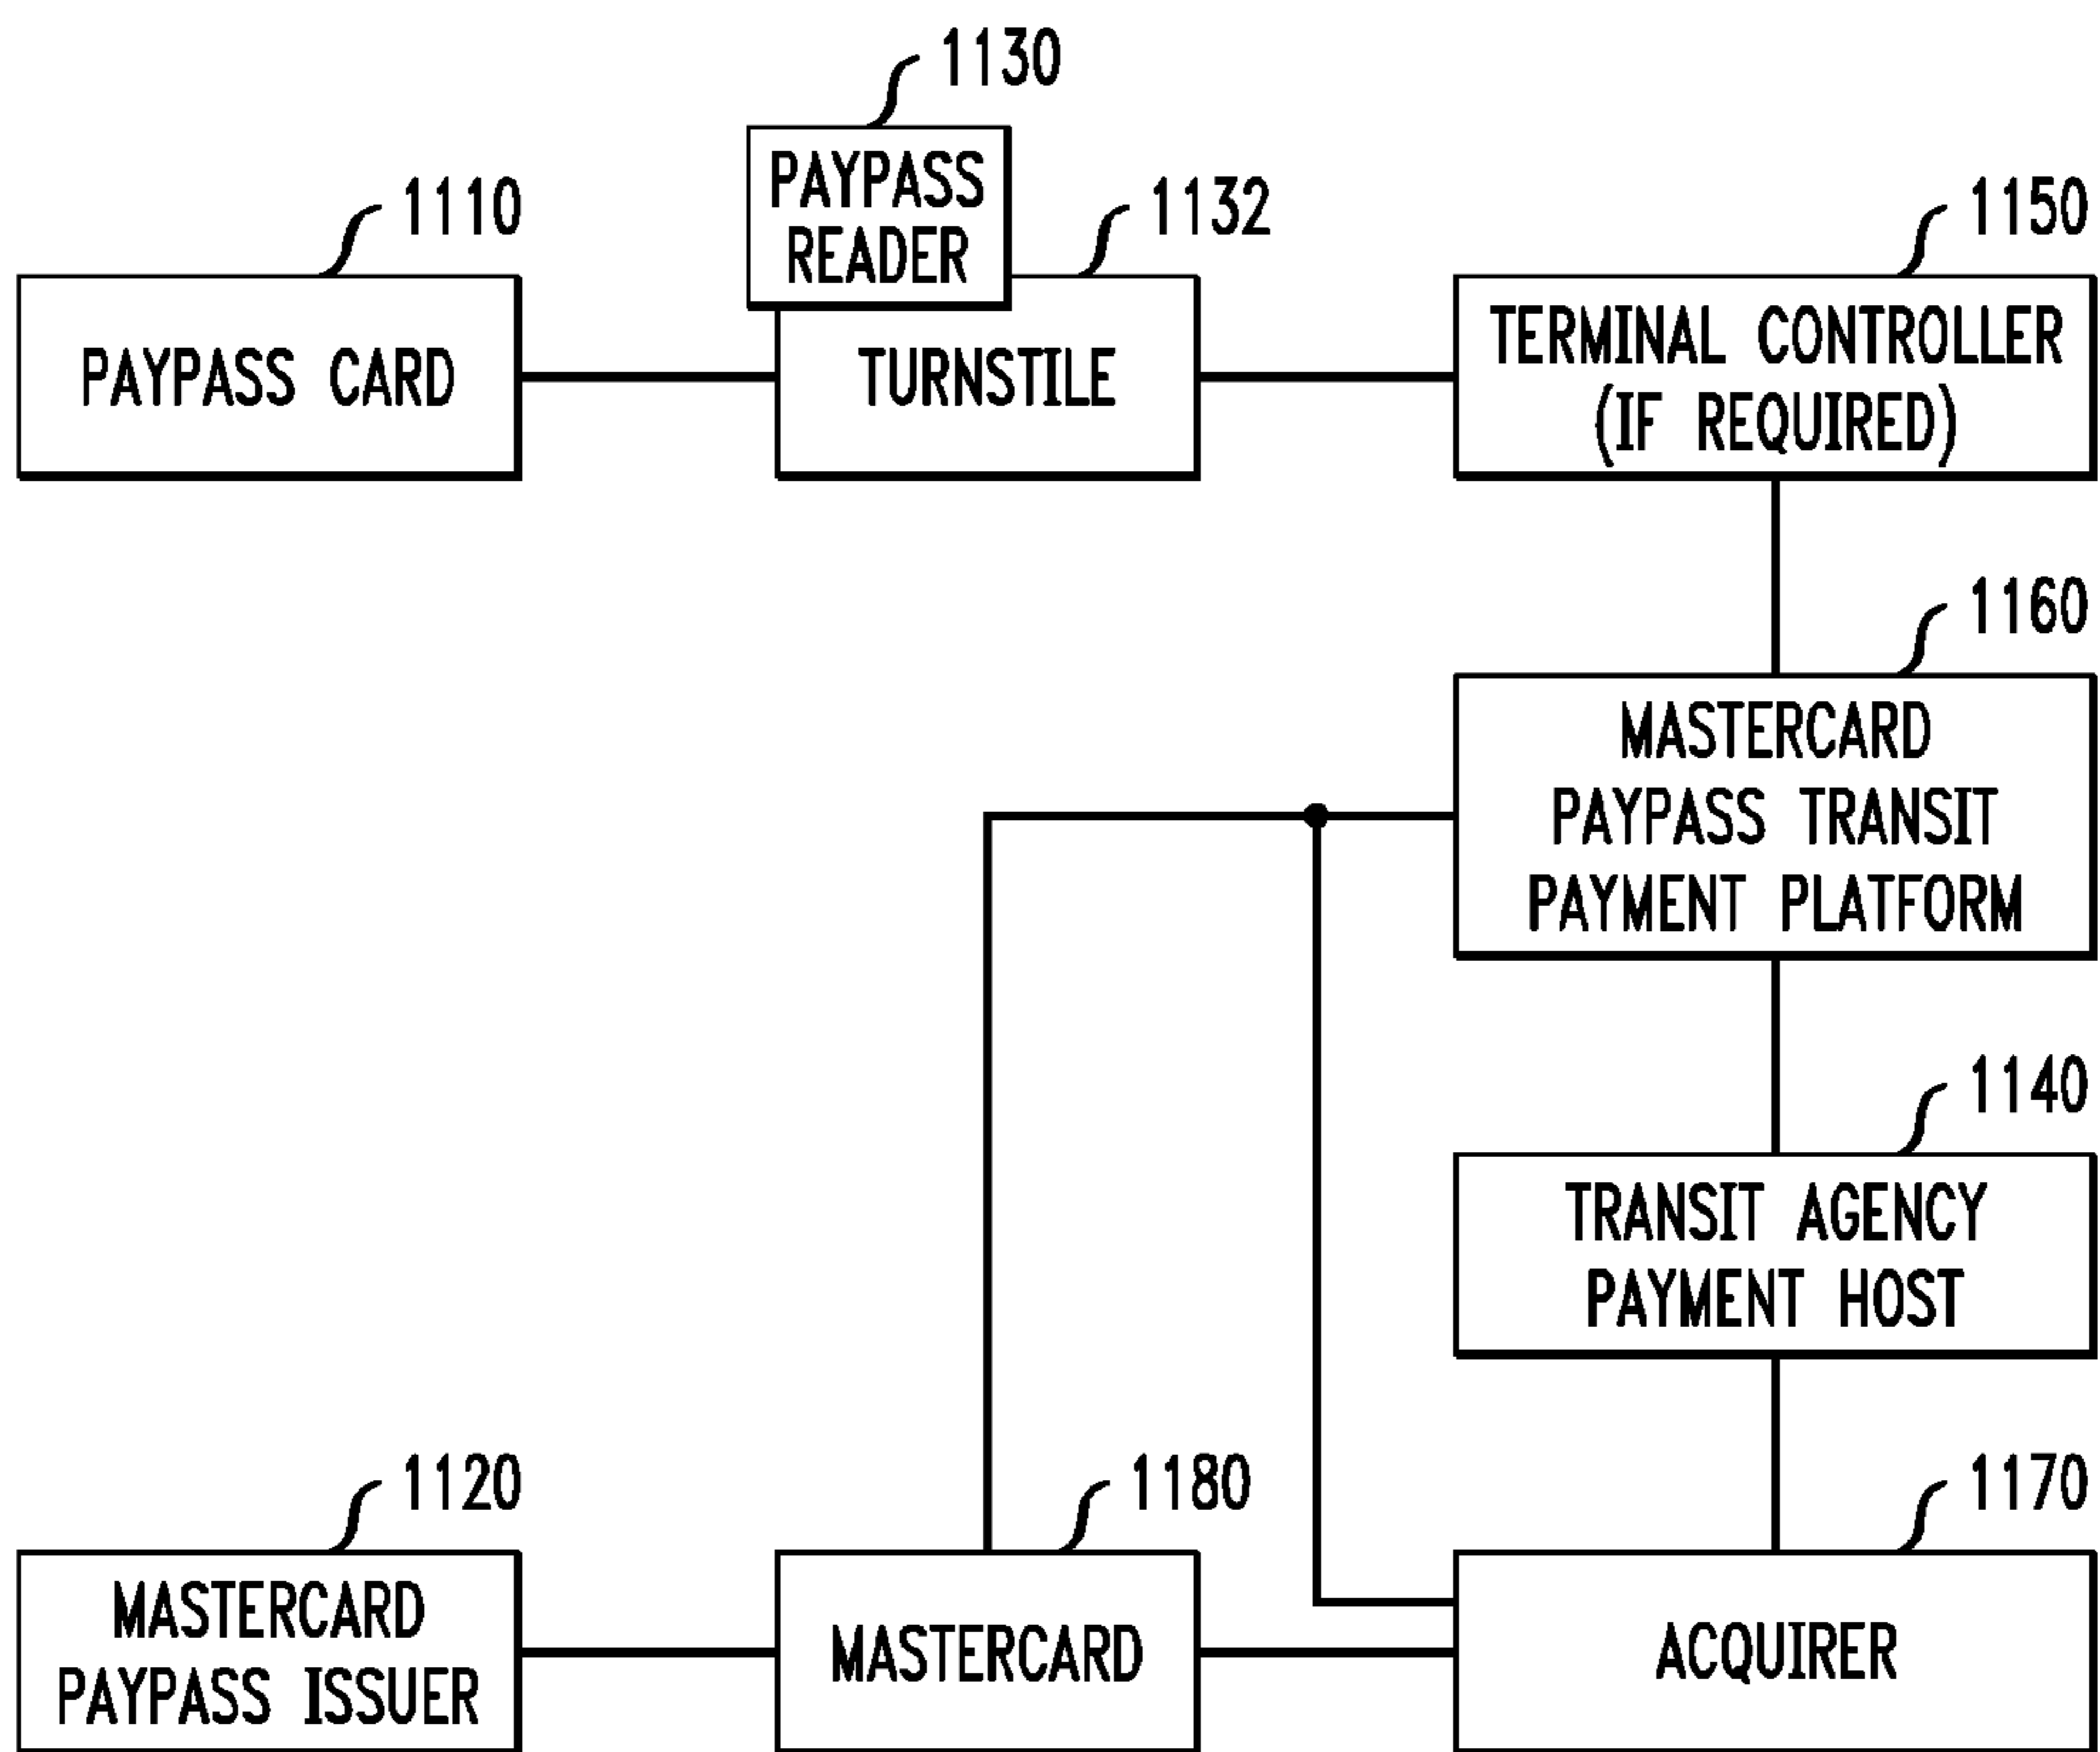 1130
PAYPASS
READER
1110
1132
1150
PAYPASS CARD
TURNSTILE
TERMINAL CONTROLLER
(IF REQUIRED)
1160
MASTERCARD
PAYPASS TRANSIT
PAYMENT PLATFORM
1140
TRANSIT AGENCY
PAYMENT HOST
1120
1180
1170
MASTERCARD
PAYPASS ISSUER
MASTERCARD
ACQUIRER